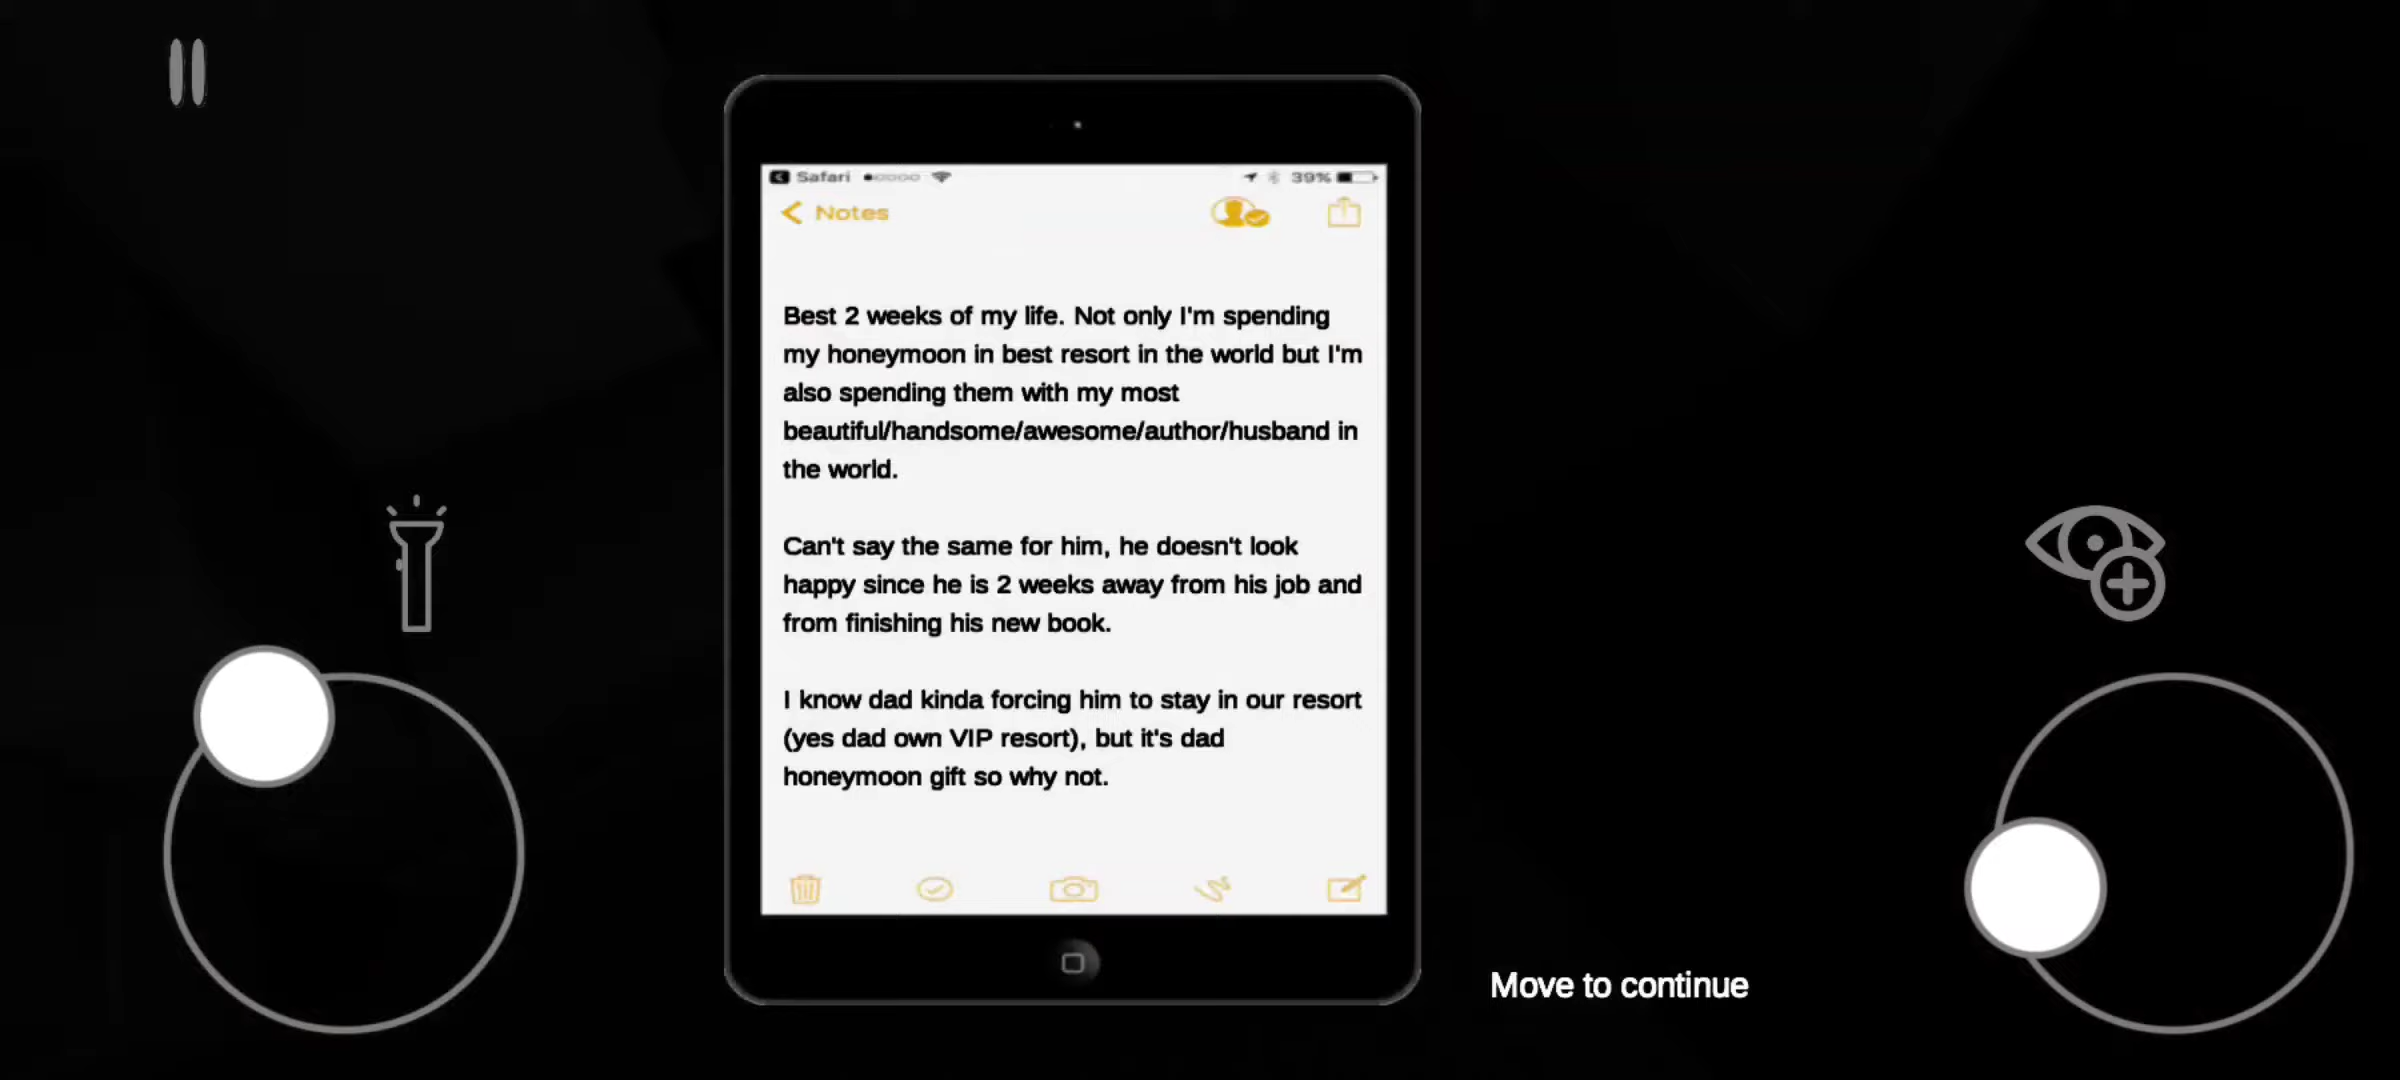 Safari 39%
Notes
Best 2 weeks of my life. Not only I'm spending
my honeymoon in best resort in the world but I'm
also spending them with my most
beautiful/handsome/awesome/author/husband in
the world.
Can't say the same for him, he doesn't look
happy since he is 2 weeks away from his job and
from finishing his new book.
I know dad kinda forcing him to stay in our resort
(yes dad own VIP resort), but it's dad
honeymoon gift so why not.
Move to continue